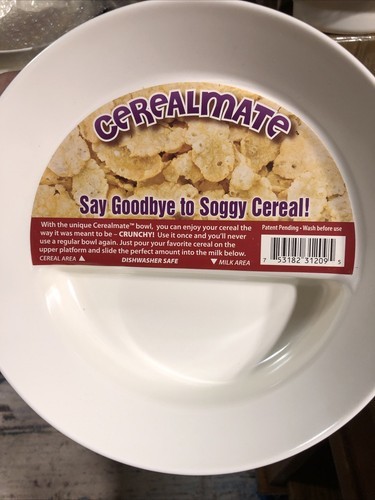 CEREALMATE
Say Goodbye to Soggy Cereal!
With the unique Cerealmate™ bowl, you can enjoy your cereal the
way it was meant to be – CRUNCHY! Use it once and you'll never
use a regular bowl again. Just pour your favorite cereal on the
upper platform and slide the perfect amount into the milk below.
CEREAL AREA ▲ DISHWASHER SAFE ▼ MILK AREA
Patent Pending • Wash before use
7 53182 31209 5